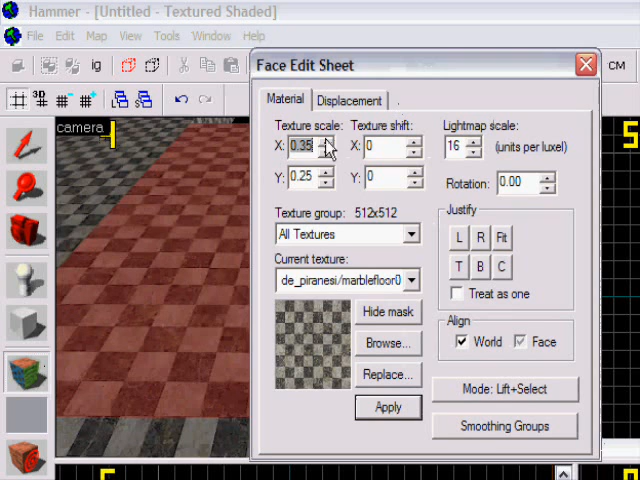 Hammer - [Untitled - Textured Shaded]
File Edit Map View Tools Window Help
ig
CM
3D
Face Edit Sheet
Material
Displacement
camera
Texture scale:
Texture shift:
Lightmap scale:
X: 0.35
X: 0
16 (units per luxel)
Y: 0.25
Y: 0
Rotation: 0.00
Texture group: 512x512
All Textures
Justify
L R Fit
T B C
Treat as one
Current texture:
de_piranesi/marblefloor0
Hide mask
Browse...
Replace...
Apply
Align
World
Face
Mode: Lift+Select
Smoothing Groups